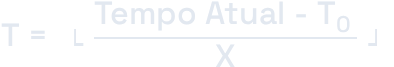 T = ⌊ Tempo Atual - T₀ ⌋
X